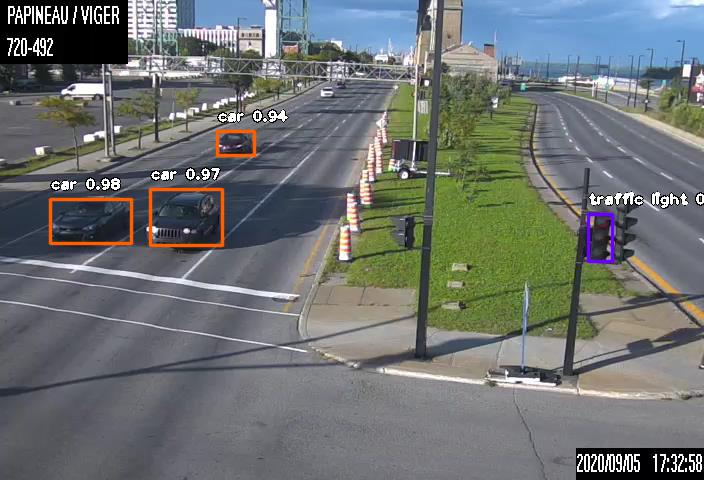 PAPINEAU / VIGER
720-492
car 0.94
car 0.98
car 0.97
traffic light 0
2020/09/05 17:32:58